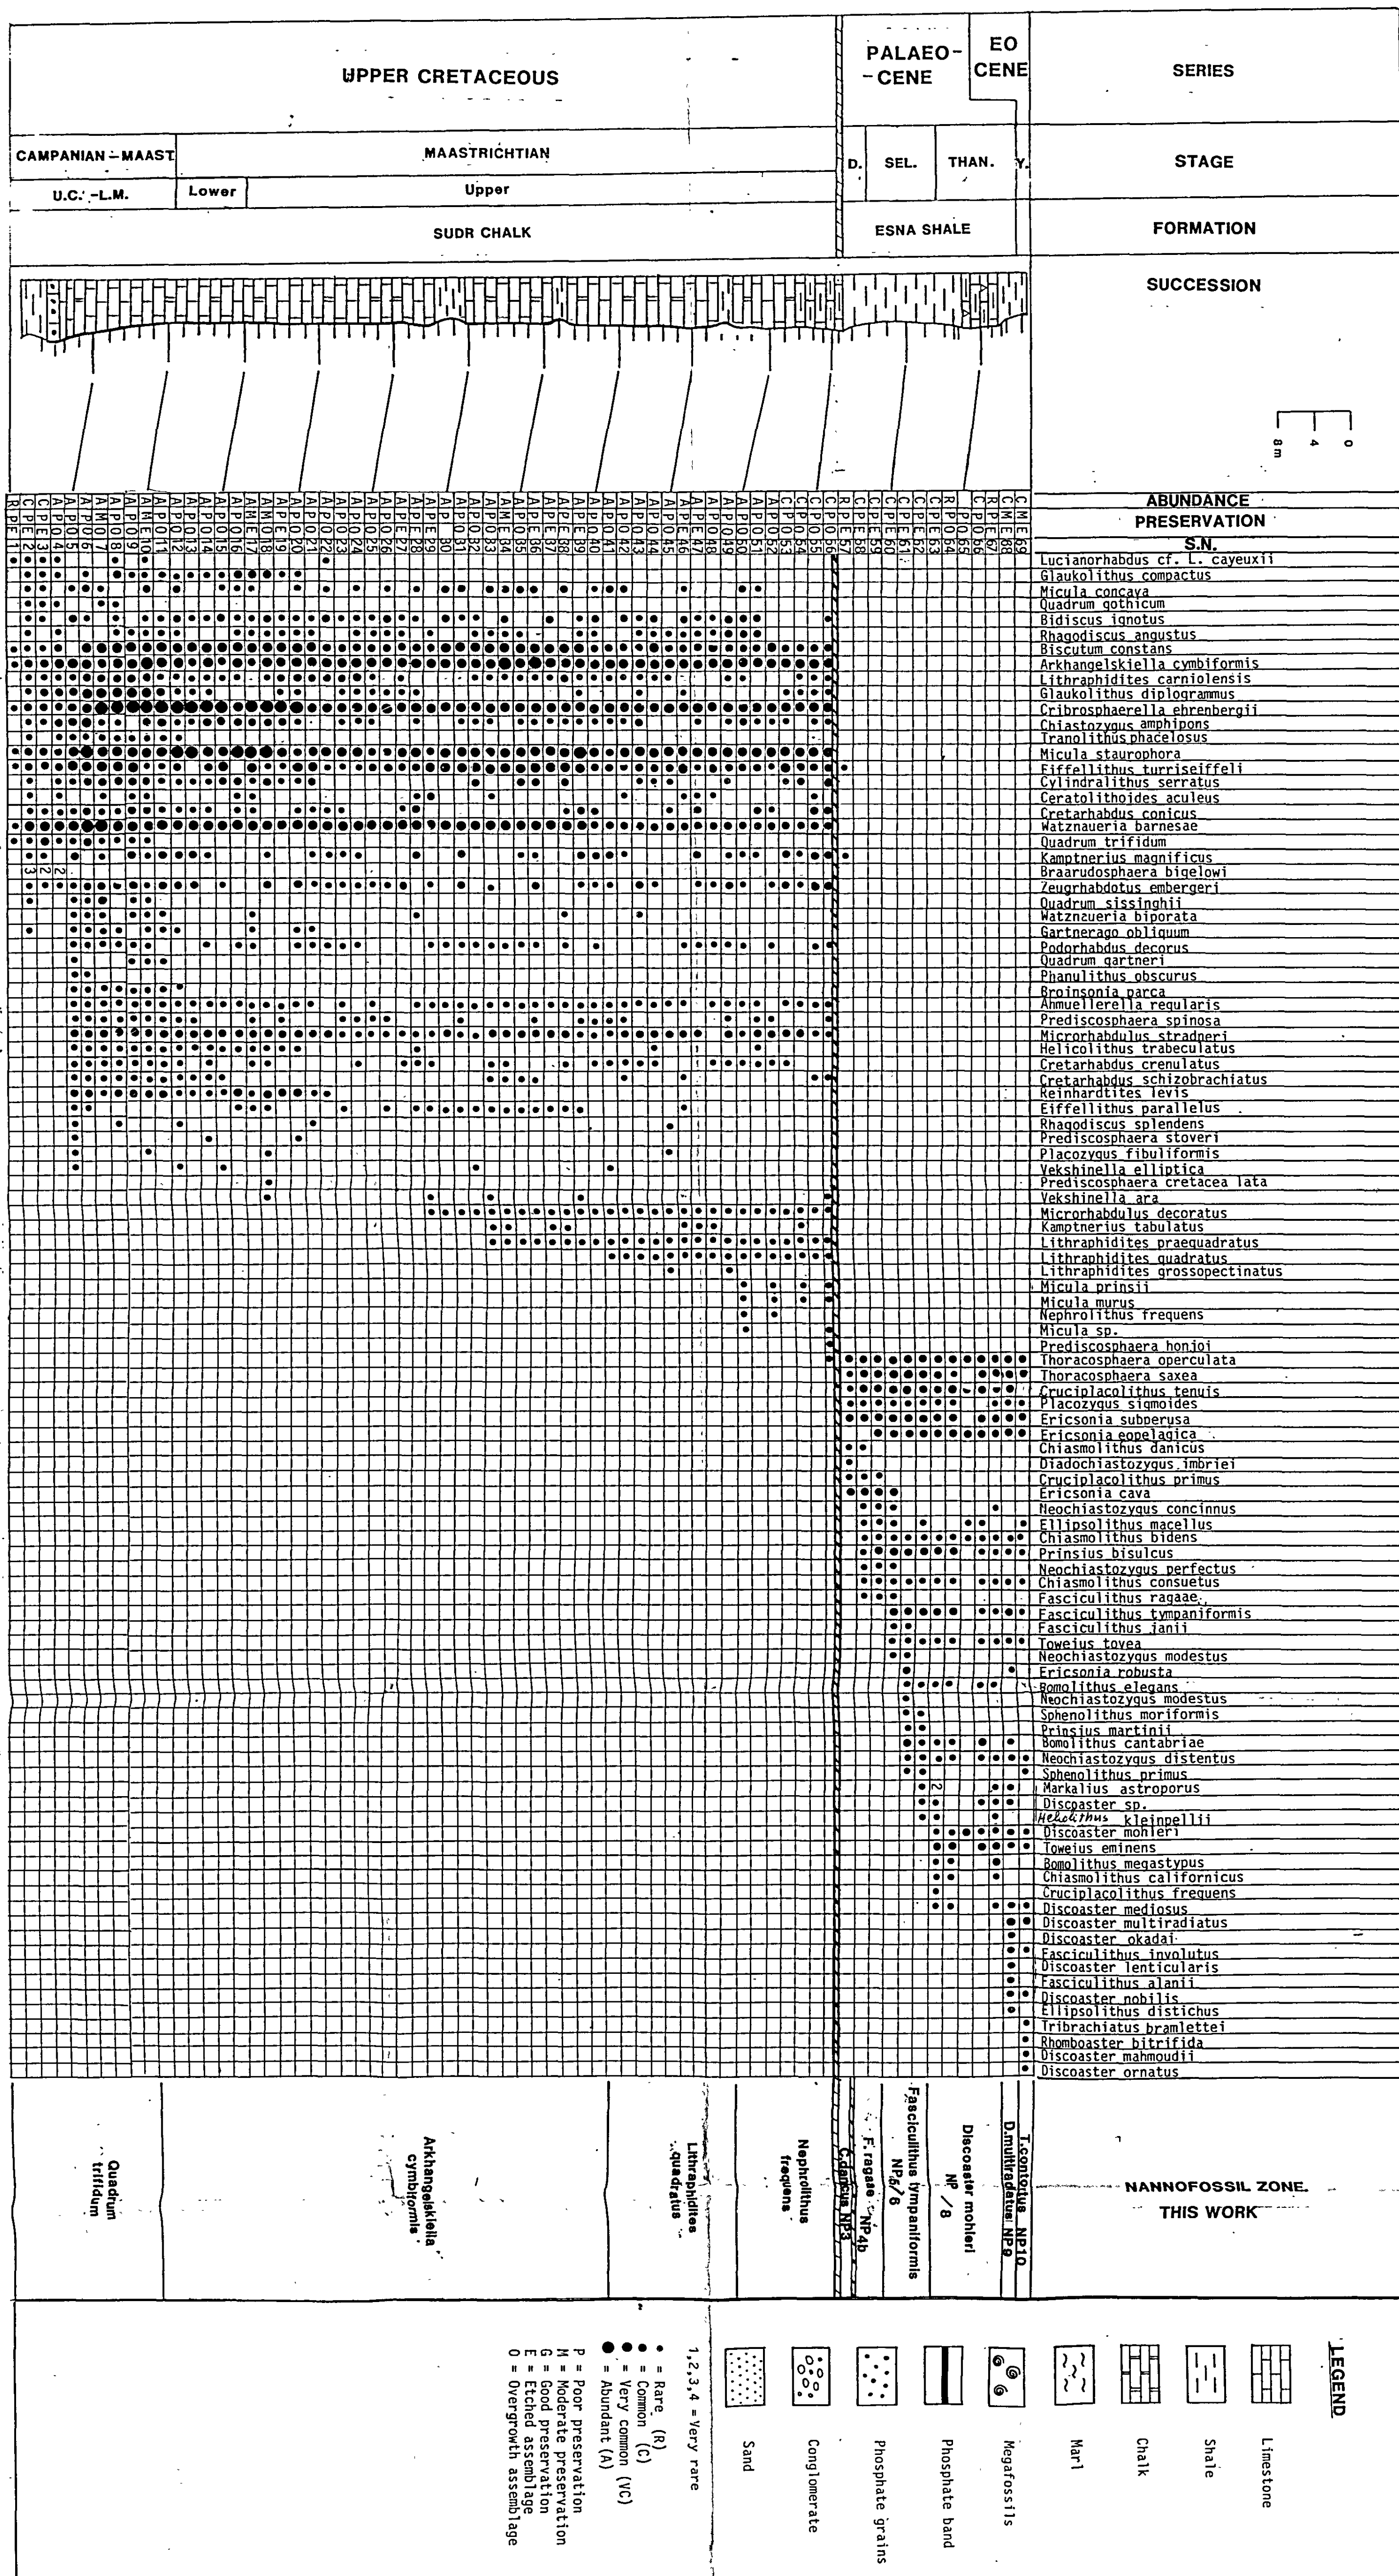 UPPER CRETACEOUS
PALAEO-
-CENE
EO
CENE
SERIES
CAMPANIAN-MAAST
MAASTRICHTIAN
D.
SEL.
THAN.
Y.
STAGE
U.C. -L.M.
Lower
Upper
SUDR CHALK
ESNA SHALE
FORMATION
SUCCESSION
0
4
8m
ABUNDANCE
PRESERVATION
S.N.
Lucianorhabdus cf. L. cayeuxii
Glaukolithus compactus
Micula concava
Quadrum gothicum
Bidiscus ignotus
Rhagodiscus angustus
Biscutum constans
Arkhangelskiella cymbiformis
Lithraphidites carniolensis
Glaukolithus diplogrammus
Cribrosphaerella ehrenbergii
Chiastozygus amphipons
Tranolithus phacelosus
Micula staurophora
Eiffellithus turriseiffeli
Cylindralithus serratus
Ceratolithoides aculeus
Cretarhabdus conicus
Watznaueria barnesae
Quadrum trifidum
Kamptnerius magnificus
Braarudosphaera bigelowi
3 2 2
Zeugrhabdotus embergeri
Quadrum sissinghii
Watznaueria biporata
Gartnerago obliquum
Podorhabdus decorus
Quadrum gartneri
Phanulithus obscurus
Broinsonia parca
Ahmuellerella regularis
Prediscosphaera spinosa
Microrhabdulus stradneri
Helicolithus trabeculatus
Cretarhabdus crenulatus
Cretarhabdus schizobrachiatus
Reinhardtites levis
Eiffellithus parallelus
Rhagodiscus splendens
Prediscosphaera stoveri
Placozygus fibuliformis
Vekshinella elliptica
Prediscosphaera cretacea lata
Vekshinella ara
Microrhabdulus decoratus
Kamptnerius tabulatus
Lithraphidites praequadratus
Lithraphidites quadratus
Lithraphidites grossopectinatus
Micula prinsii
Micula murus
Nephrolithus frequens
Micula sp.
Prediscosphaera honjoi
Thoracosphaera operculata
Thoracosphaera saxea
Cruciplacolithus tenuis
Placozygus sigmoides
Ericsonia subperusa
Ericsonia eopelagica
Chiasmolithus danicus
Diadochiastozygus imbriei
Cruciplacolithus primus
Ericsonia cava
Neochiastozygus concinnus
Ellipsolithus macellus
Chiasmolithus bidens
Prinsius bisulcus
Neochiastozygus perfectus
Chiasmolithus consuetus
Fasciculithus ragaae
Fasciculithus tympaniformis
Fasciculithus janii
Toweius tovea
Neochiastozygus modestus
Ericsonia robusta
Bomolithus elegans
Neochiastozygus modestus
Sphenolithus moriformis
Prinsius martinii
Bomolithus cantabriae
Neochiastozygus distentus
Sphenolithus primus
2
Markalius astroporus
Discoaster sp.
Heliolithus kleinpellii
Discoaster mohleri
Toweius eminens
Bomolithus megastypus
Chiasmolithus californicus
Cruciplacolithus frequens
Discoaster mediosus
Discoaster multiradiatus
Discoaster okadai
Fasciculithus involutus
Discoaster lenticularis
Fasciculithus alanii
Discoaster nobilis
Ellipsolithus distichus
Tribrachiatus bramlettei
Rhomboaster bitrifida
Discoaster mahmoudii
Discoaster ornatus
Quadrum
trifidum
Arkhangelskiella
cymbiformis
Lithraphidites
quadratus
Nephrolithus
frequens
C.danicus NP3
F. ragaae NP4b
Fasciculithus tympaniformis
NP5/6
Discoaster mohleri
NP /8
D.multiradiatus NP9
T.contortus NP10
NANNOFOSSIL ZONE.
THIS WORK
LEGEND
Limestone
Shale
Chalk
Marl
Megafossils
Phosphate band
Phosphate grains
Conglomerate
Sand
1,2,3,4 = Very rare
= Rare (R)
= Common (C)
= Very common (VC)
= Abundant (A)
P = Poor preservation
M = Moderate preservation
G = Good preservation
E = Etched assemblage
O = Overgrowth assemblage